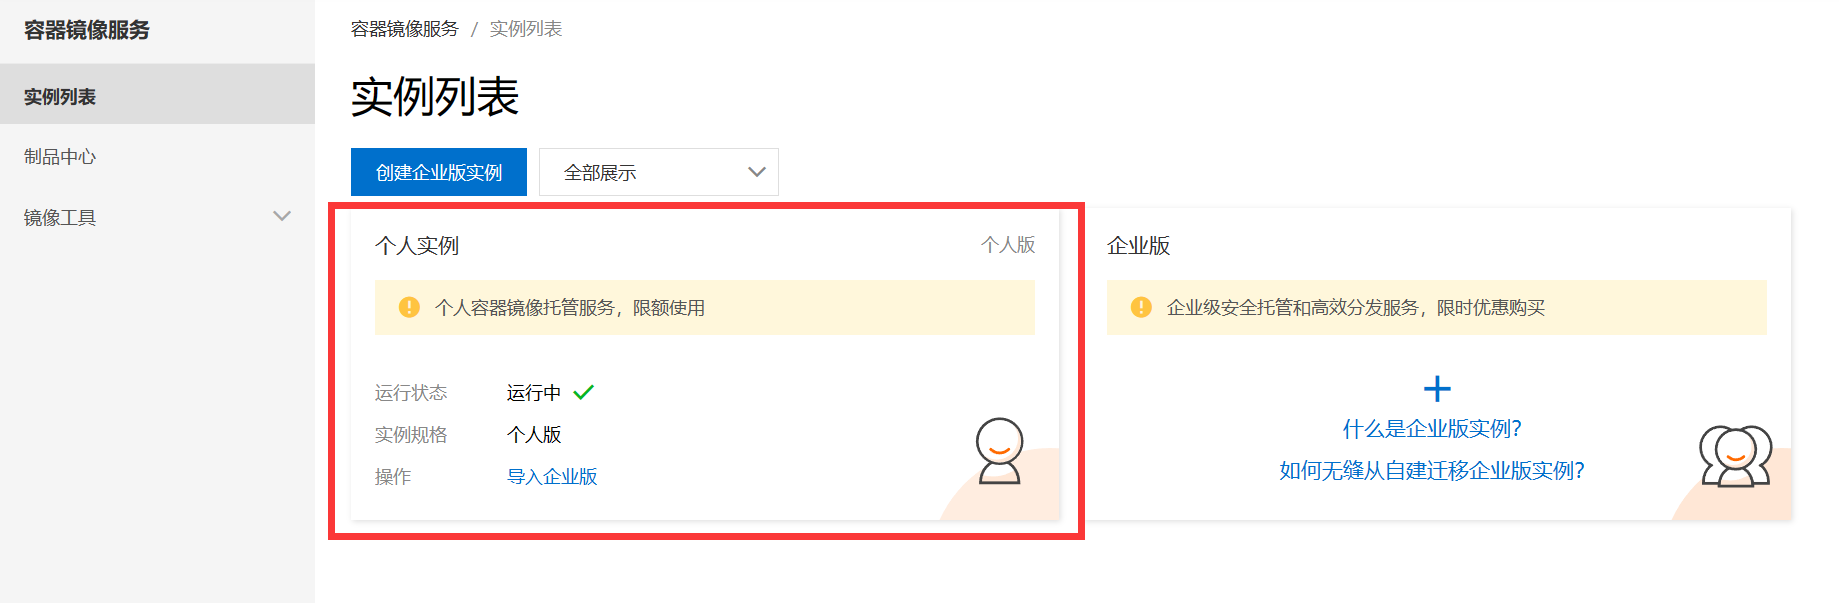 容器镜像服务
实例列表
制品中心
镜像工具
容器镜像服务 / 实例列表
实例列表
创建企业版实例
全部展示
个人实例
个人版
个人容器镜像托管服务，限额使用
运行状态 运行中
实例规格 个人版
操作 导入企业版
企业版
企业级安全托管和高效分发服务，限时优惠购买
什么是企业版实例?
如何无缝从自建迁移企业版实例?